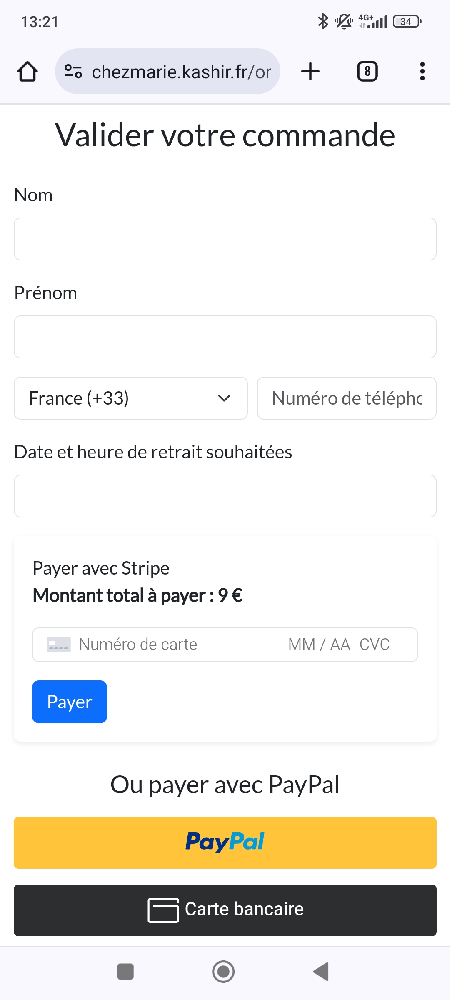 13:21
4G+
34
chezmarie.kashir.fr/or
8
Valider votre commande
Nom
Prénom
France (+33)
Numéro de télépho
Date et heure de retrait souhaitées
Payer avec Stripe
Montant total à payer : 9 €
Numéro de carte MM / AA CVC
Payer
Ou payer avec PayPal
PayPal
Carte bancaire